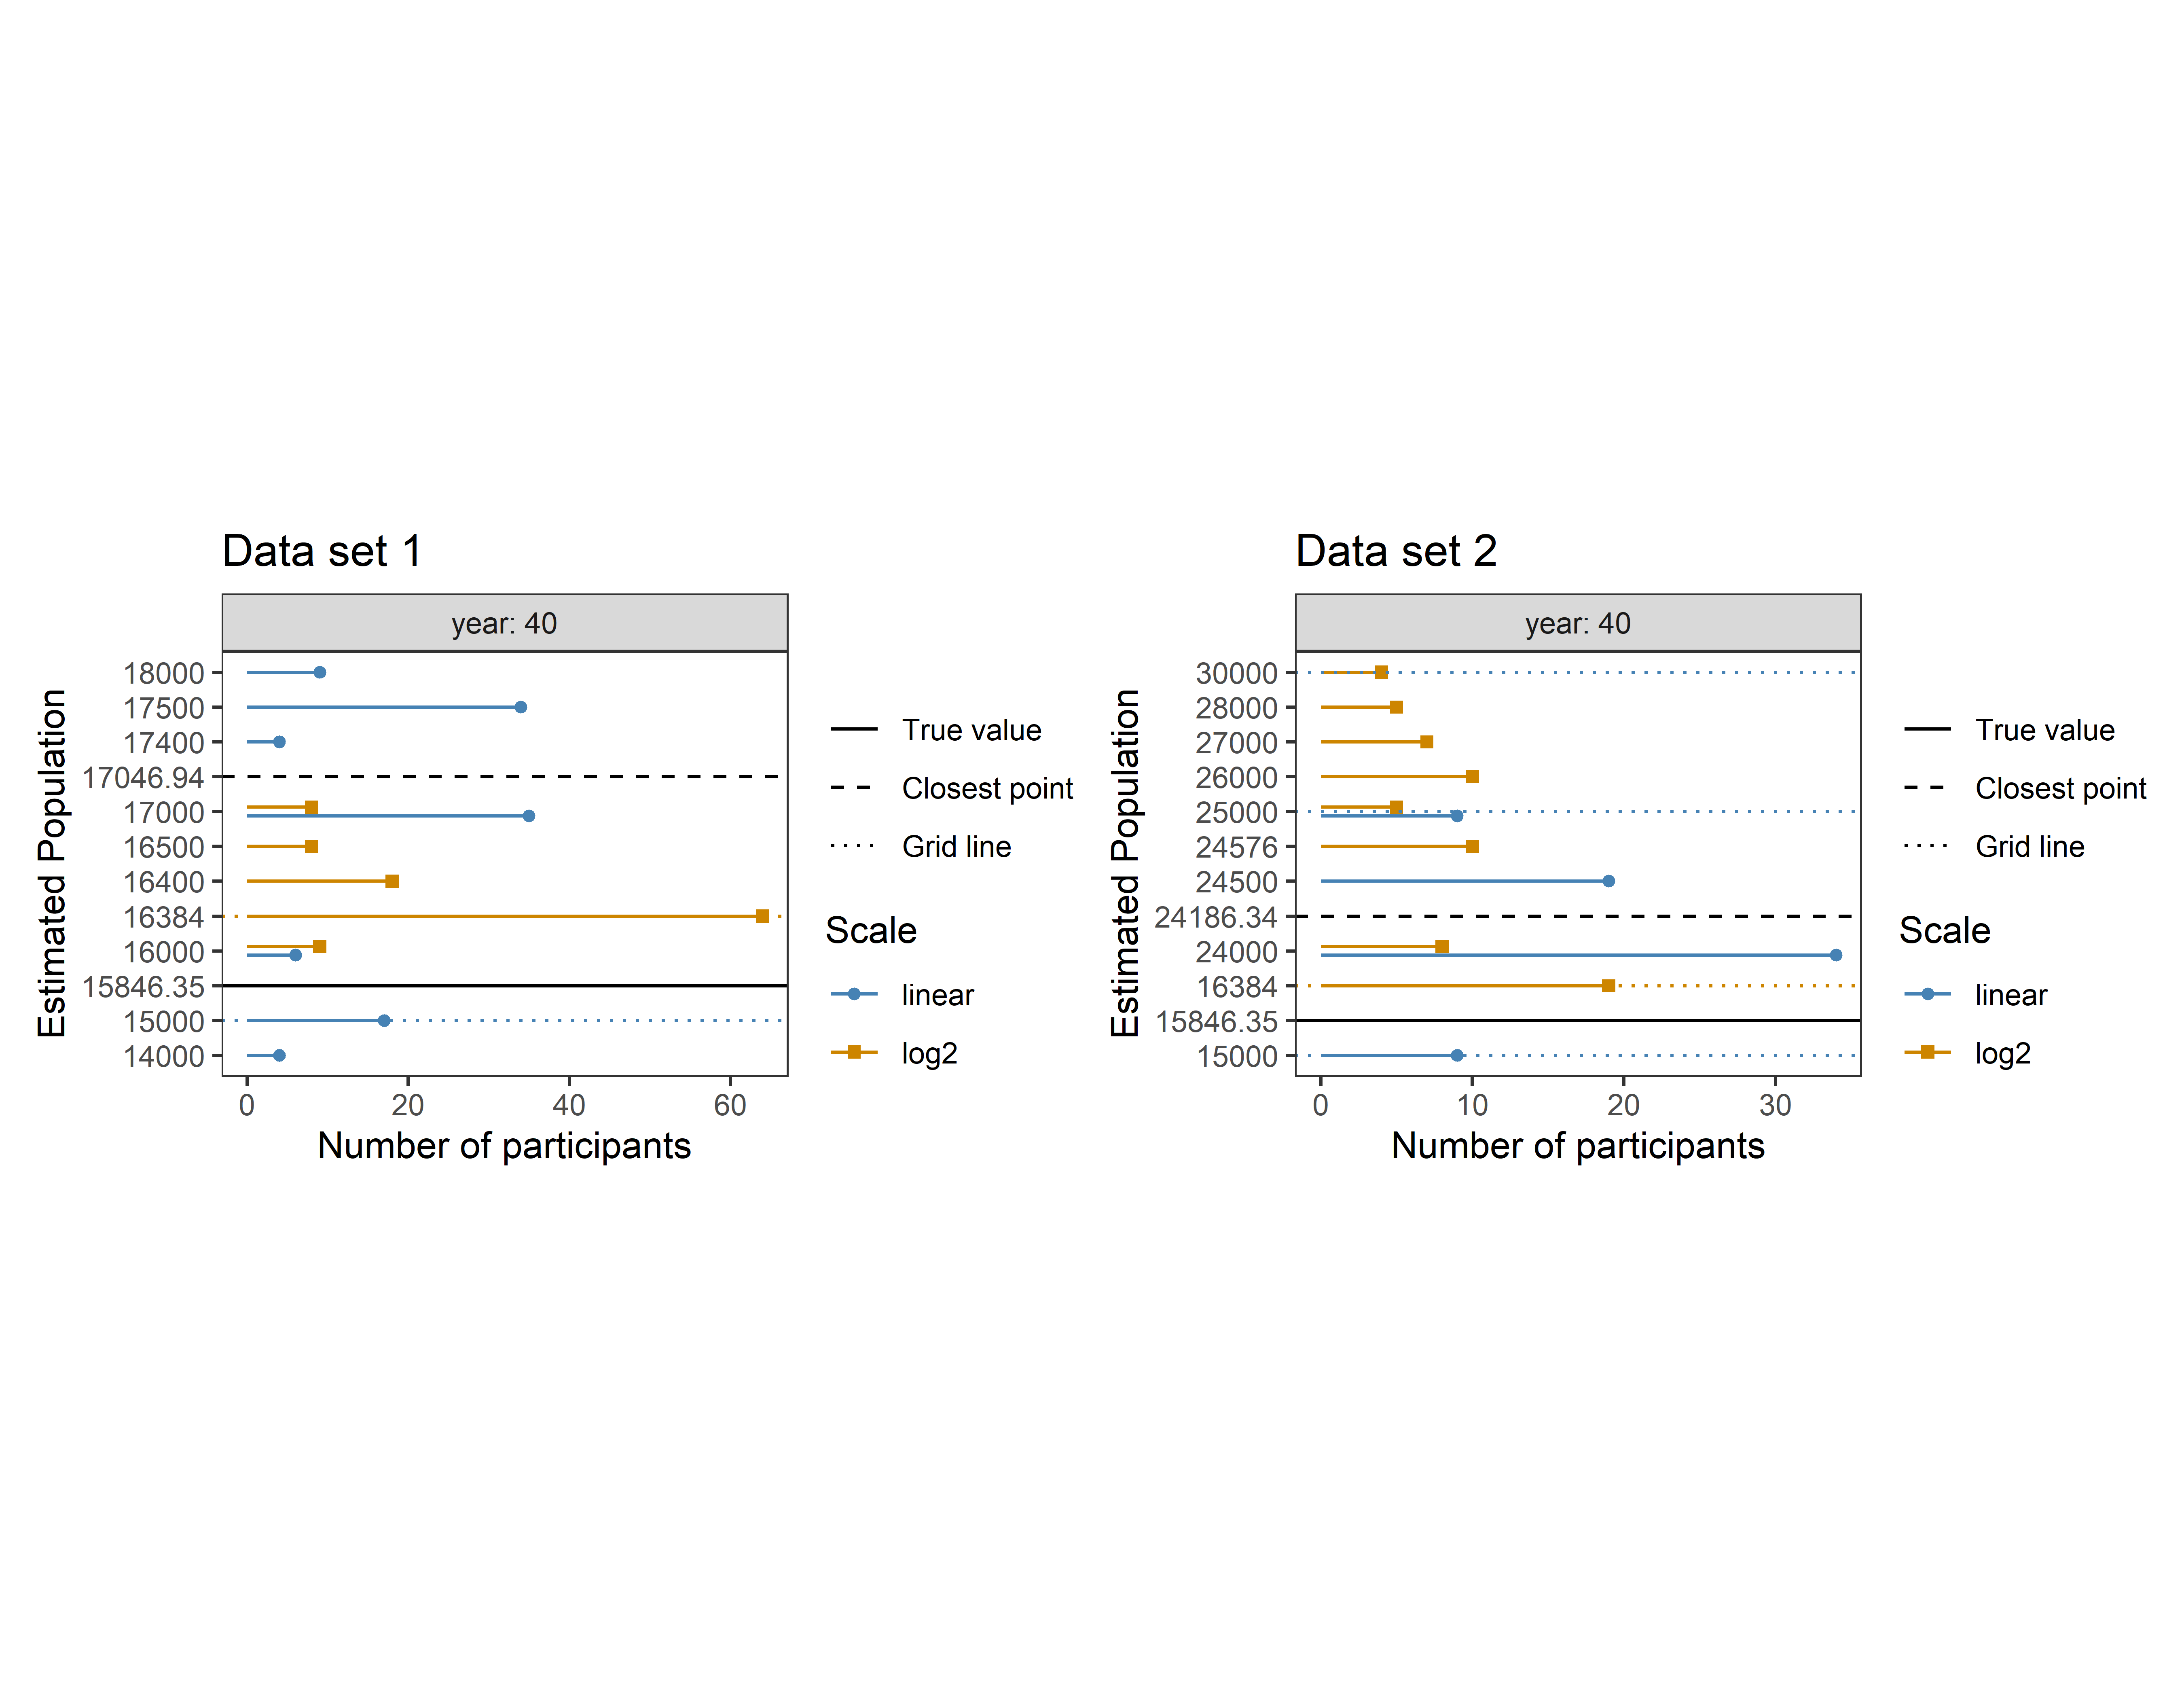 Data set 1
year: 40
Estimated Population
18000
17500
17400
17046.94
17000
16500
16400
16384
16000
15846.35
15000
14000
0 20 40 60
Number of participants
True value
Closest point
Grid line
Scale
linear
log2
Data set 2
year: 40
Estimated Population
30000
28000
27000
26000
25000
24576
24500
24186.34
24000
16384
15846.35
15000
0 10 20 30
Number of participants
True value
Closest point
Grid line
Scale
linear
log2